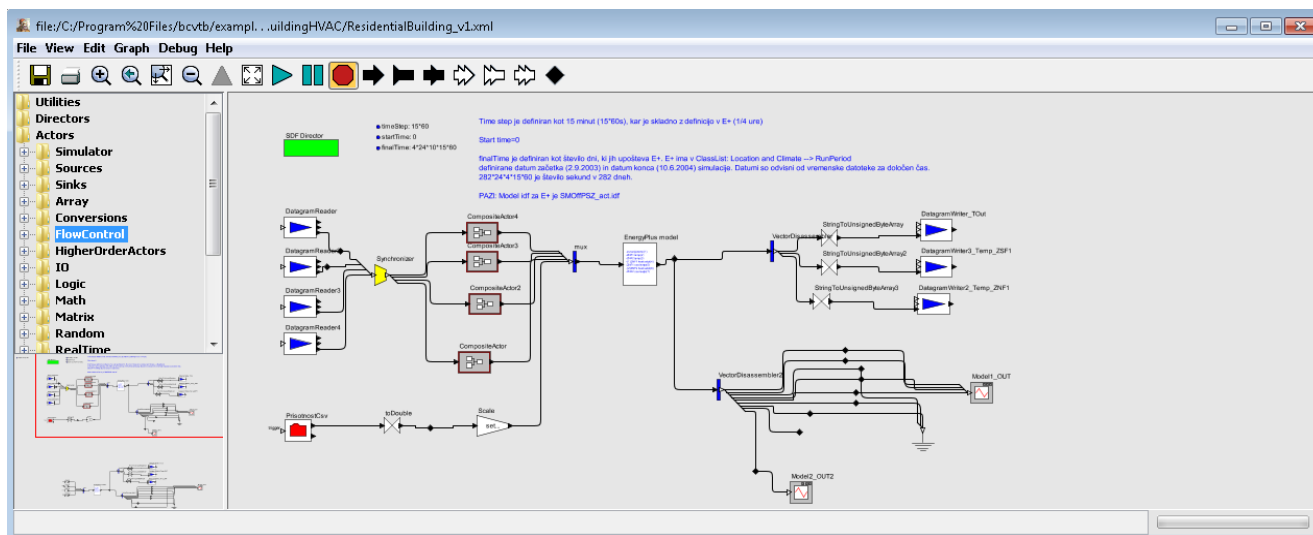 file:/C:/Program%20Files/bcvtb/exampl. . .uildingHVAC/ResidentialBuilding_v1.xml
File View Edit Graph Debug Help
Utilities
Directors
Actors
Simulator
Sources
Sinks
Array
Conversions
FlowControl
HigherOrderActors
IO
Logic
Math
Matrix
Random
RealTime
SDF Director
timeStep: 15*60
startTime: 0
finalTime: 4*24*10*15*60
Time step je definiran kot 15 minut (15*60s), kar je skladno z definicijo v E+ (1/4 ure)
Start time=0
finalTime je definiran kot število dni, ki jih upošteva E+. E+ ima v ClassList: Location and Climate --> RunPeriod
definirane datum začetka (2.9.2003) in datum konca (10.6.2004) simulacije. Datumi so odvisni od vremenske datoteke za določen čas.
282*24*4*15*60 je število sekund v 282 dneh.
PAZI: Model idf za E+ je SMOffPSZ_act.idf
DatagramReader
DatagramReader3
DatagramReader4
Synchronizer
CompositeActor4
CompositeActor3
CompositeActor2
CompositeActor
mux
EnergyPlus model
VectorDisassembler
StringToUnsignedByteArray
StringToUnsignedByteArray2
StringToUnsignedByteArray3
DatagramWriter_TOut
DatagramWriter3_Temp_ZSF1
DatagramWriter2_Temp_ZNF1
VectorDisassembler2
Model1_OUT
Model2_OUT2
PrisotnostCsv
toDouble
Scale
set...